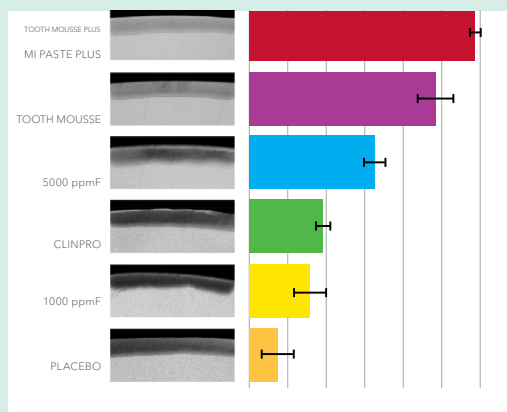 TOOTH MOUSSE PLUS
MI PASTE PLUS
TOOTH MOUSSE
5000 ppmF
CLINPRO
1000 ppmF
PLACEBO